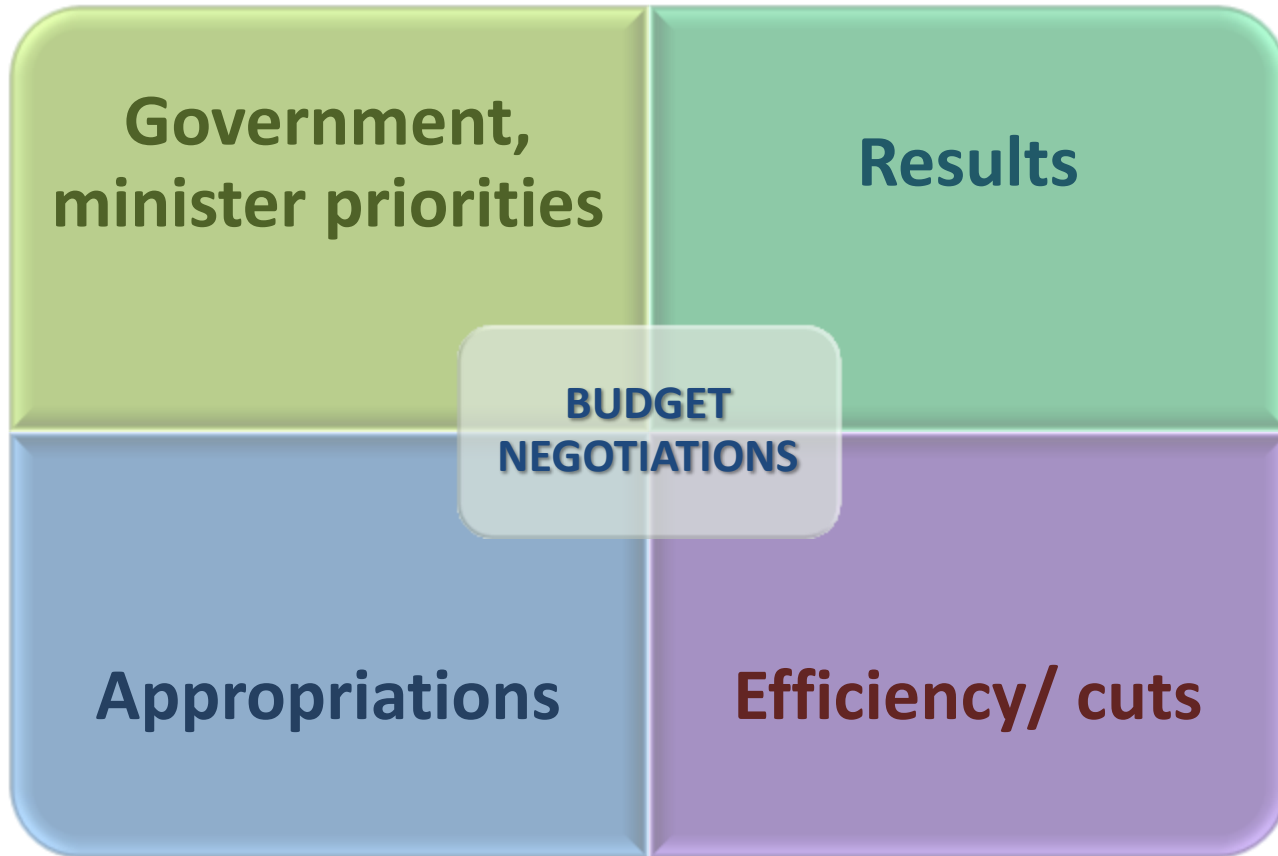 Government,
minister priorities
Results
BUDGET
NEGOTIATIONS
Appropriations
Efficiency/ cuts